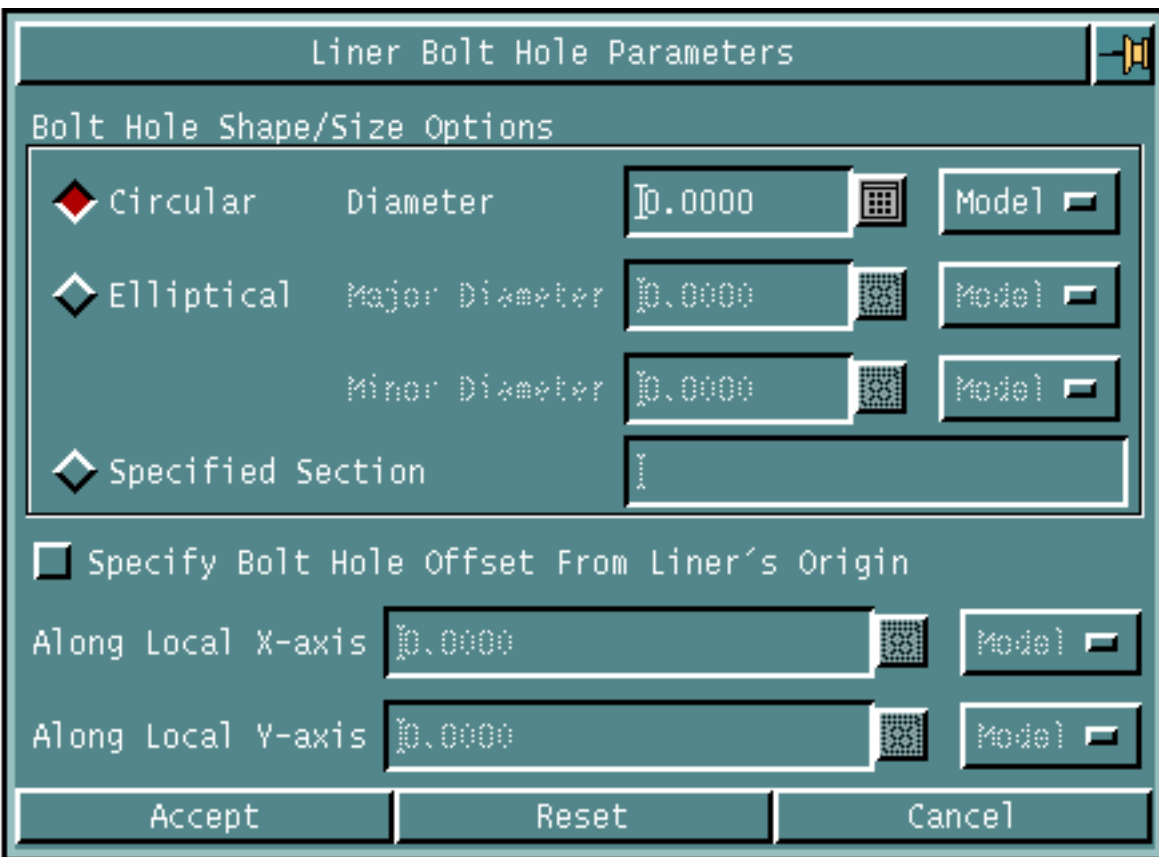 Liner Bolt Hole Parameters
Bolt Hole Shape/Size Options
Circular Diameter 0.0000 Model
Elliptical Major Diameter 0.0000 Model
Minor Diameter 0.0000 Model
Specified Section
Specify Bolt Hole Offset From Liner´s Origin
Along Local X-axis 0.0000 Model
Along Local Y-axis 0.0000 Model
Accept Reset Cancel